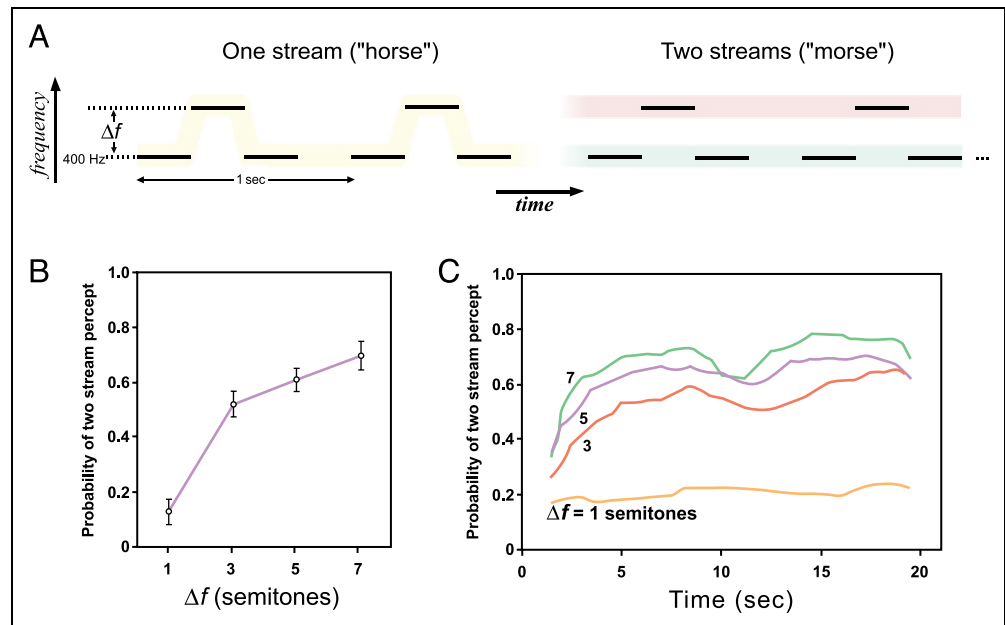 A
One stream ("horse")
Two streams ("morse")
frequency
Δf
400 Hz
1 sec
time
B
Probability of two stream percept
1.0
0.8
0.6
0.4
0.2
0
1 3 5 7
Δf (semitones)
C
Probability of two stream percept
1.0
0.8
0.6
0.4
0.2
0
7
5
3
Δf = 1 semitones
0 5 10 15 20
Time (sec)